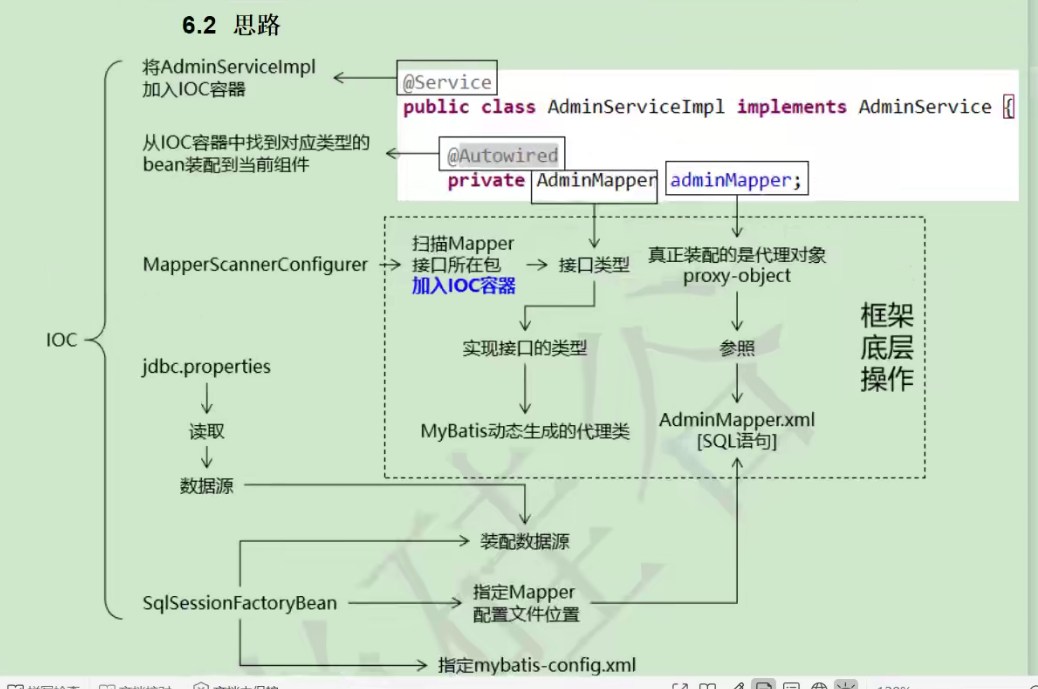 6.2 思路
将AdminServiceImpl
加入IOC容器
@Service
public class AdminServiceImpl implements AdminService {
从IOC容器中找到对应类型的
bean装配到当前组件
@Autowired
private AdminMapper adminMapper;
MapperScannerConfigurer
扫描Mapper
接口所在包
加入IOC容器
接口类型
真正装配的是代理对象
proxy-object
框架
底层
操作
IOC
实现接口的类型
参照
jdbc.properties
读取
MyBatis动态生成的代理类
AdminMapper.xml
[SQL语句]
数据源
装配数据源
SqlSessionFactoryBean
指定Mapper
配置文件位置
指定mybatis-config.xml